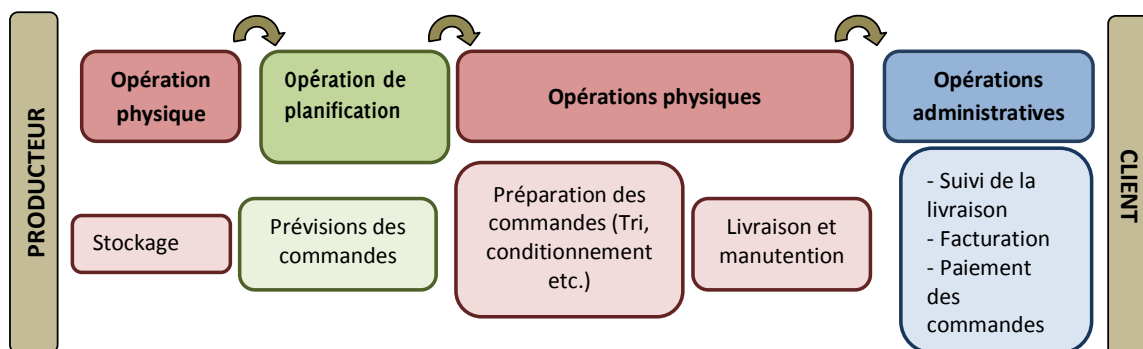 PRODUCTEUR
Opération
physique
Opération de
planification
Opérations physiques
Opérations
administratives
Stockage
Prévisions des
commandes
Préparation des
commandes (Tri,
conditionnement
etc.)
Livraison et
manutention
- Suivi de la
livraison
- Facturation
- Paiement
des
commandes
CLIENT